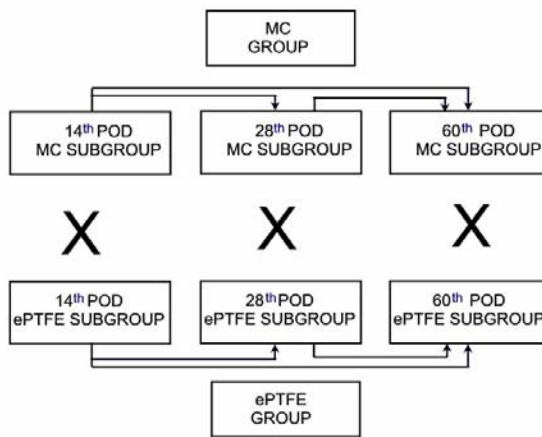 MC
GROUP
14th POD
MC SUBGROUP
28th POD
MC SUBGROUP
60th POD
MC SUBGROUP
X
X
X
14th POD
ePTFE SUBGROUP
28th POD
ePTFE SUBGROUP
60th POD
ePTFE SUBGROUP
ePTFE
GROUP